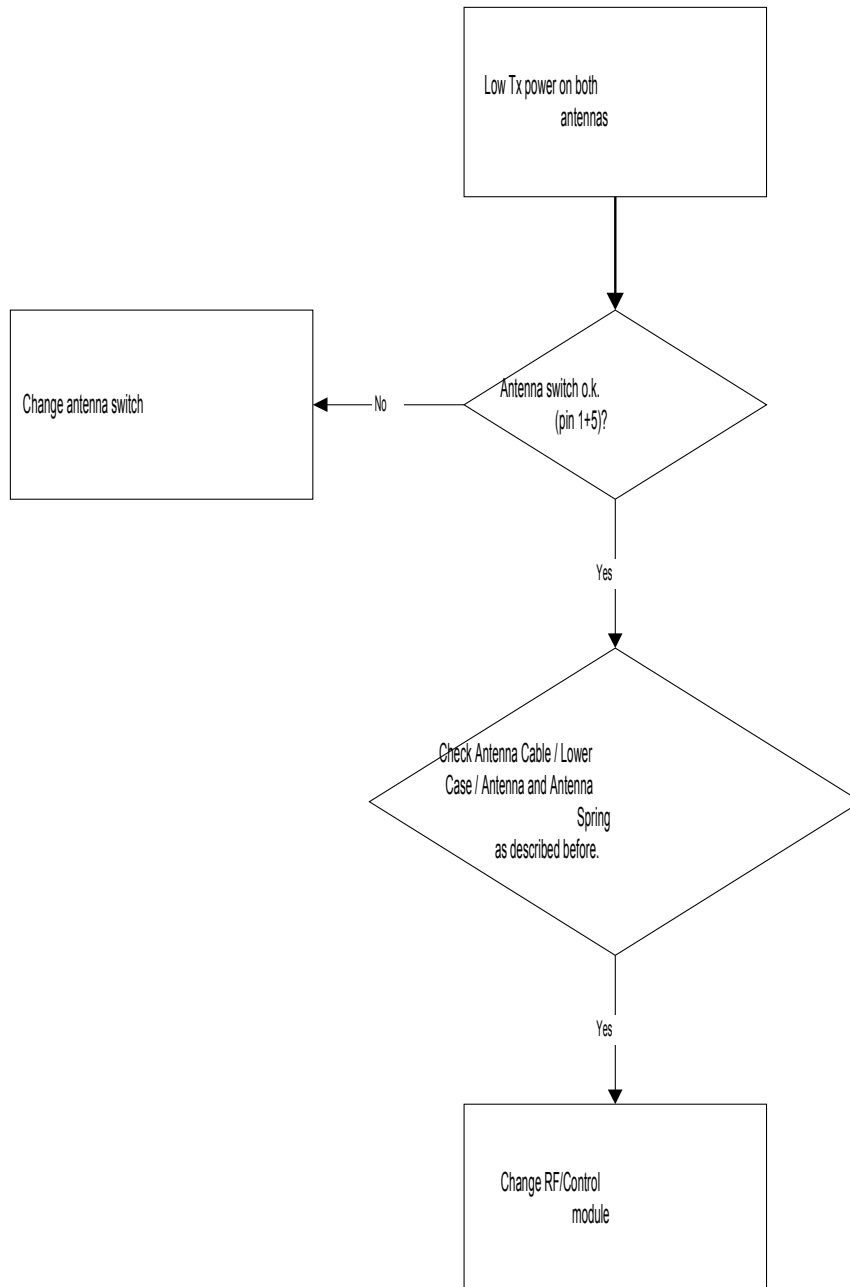 Low Tx power on both
antennas
Antenna switch o.k.
(pin 1+5)?
No
Change antenna switch
Yes
Check Antenna Cable / Lower
Case / Antenna and Antenna
Spring
as described before.
Yes
Change RF/Control
module